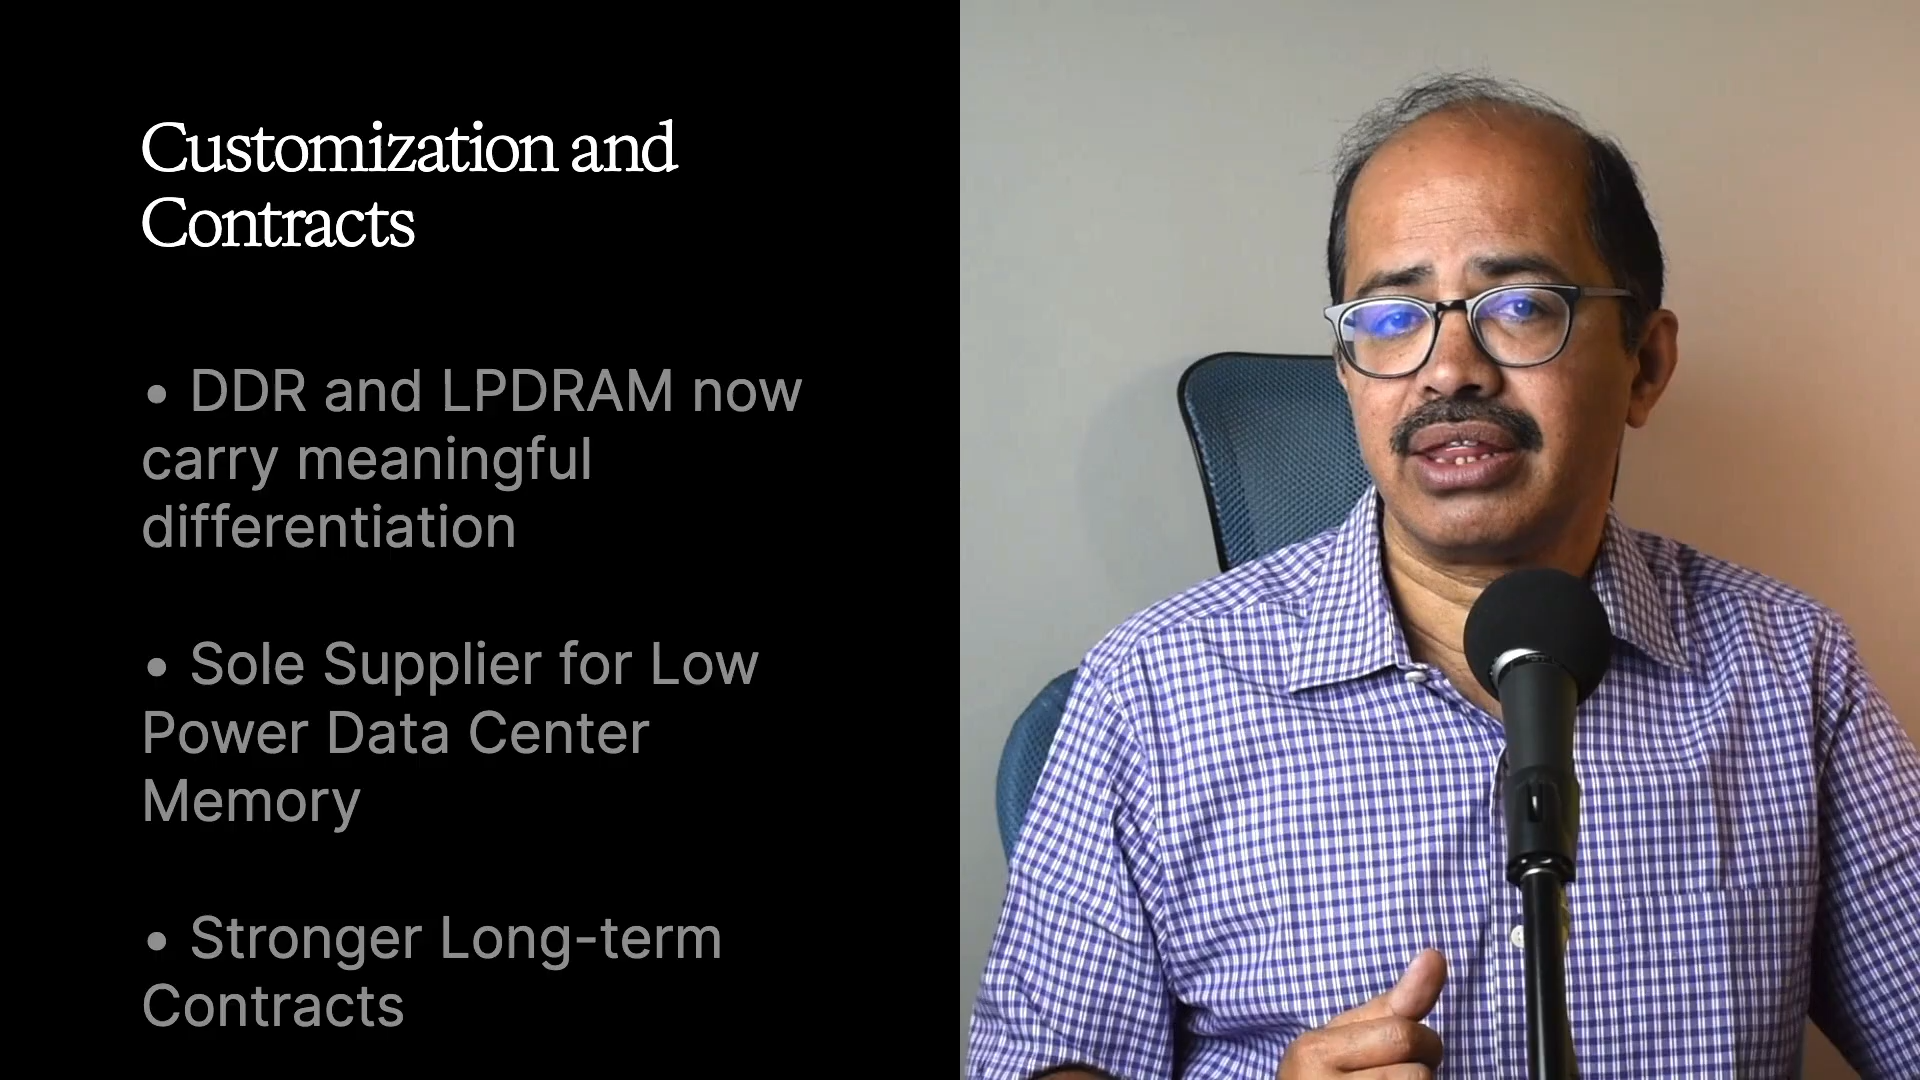 Customization and
Contracts
• DDR and LPDRAM now
carry meaningful
differentiation
• Sole Supplier for Low
Power Data Center
Memory
• Stronger Long-term
Contracts